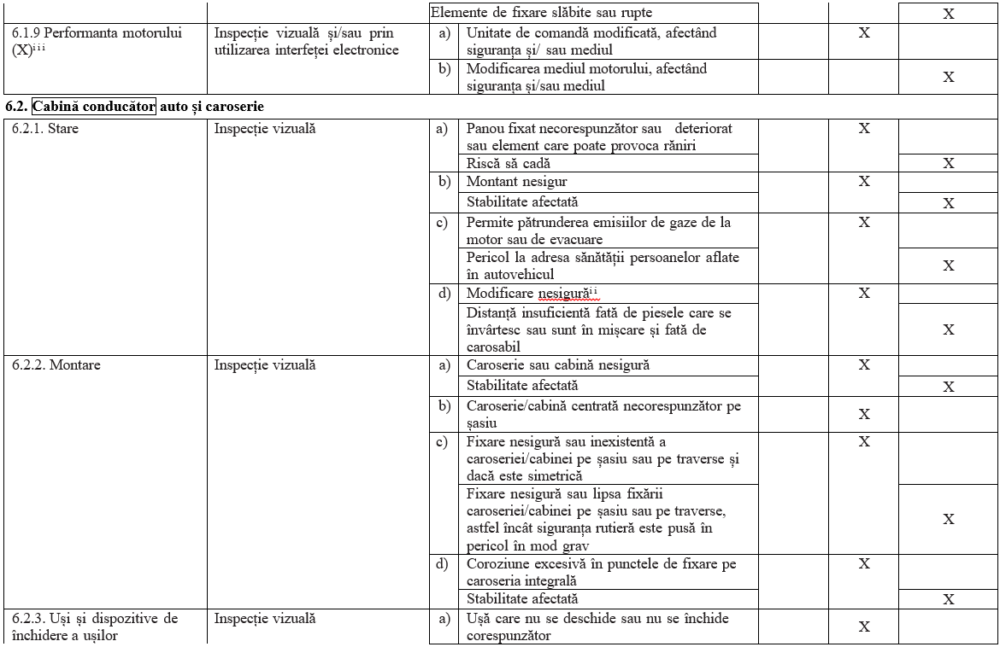 Elemente de fixare slăbite sau rupte X
6.1.9 Performanta motorului Inspecție vizuală și/sau prin a) Unitate de comandă modificată, afectând X
(X)iii utilizarea interfeței electronice siguranța și/ sau mediul
b) Modificarea mediul motorului, afectând
siguranța și/sau mediul X
6.2. Cabină conducător auto și caroserie
6.2.1. Stare Inspecție vizuală a) Panou fixat necorespunzător sau deteriorat X
sau element care poate provoca răniri
Riscă să cadă X
b) Montant nesigur X
Stabilitate afectată X
c) Permite pătrunderea emisiilor de gaze de la X
motor sau de evacuare
Pericol la adresa sănătății persoanelor aflate
în autovehicul X
d) Modificare nesigurăii X
Distanță insuficientă fată de piesele care se
învârtesc sau sunt în mișcare și fată de X
carosabil
6.2.2. Montare Inspecție vizuală a) Caroserie sau cabină nesigură X
Stabilitate afectată X
b) Caroserie/cabină centrată necorespunzător pe X
șasiu
c) Fixare nesigură sau inexistentă a X
caroseriei/cabinei pe șasiu sau pe traverse și
dacă este simetrică
Fixare nesigură sau lipsa fixării
caroseriei/cabinei pe șasiu sau pe traverse, X
astfel încât siguranța rutieră este pusă în
pericol în mod grav
d) Coroziune excesivă în punctele de fixare pe X
caroseria integrală
Stabilitate afectată X
6.2.3. Uși și dispozitive de Inspecție vizuală a) Ușă care nu se deschide sau nu se închide X
închidere a ușilor corespunzător